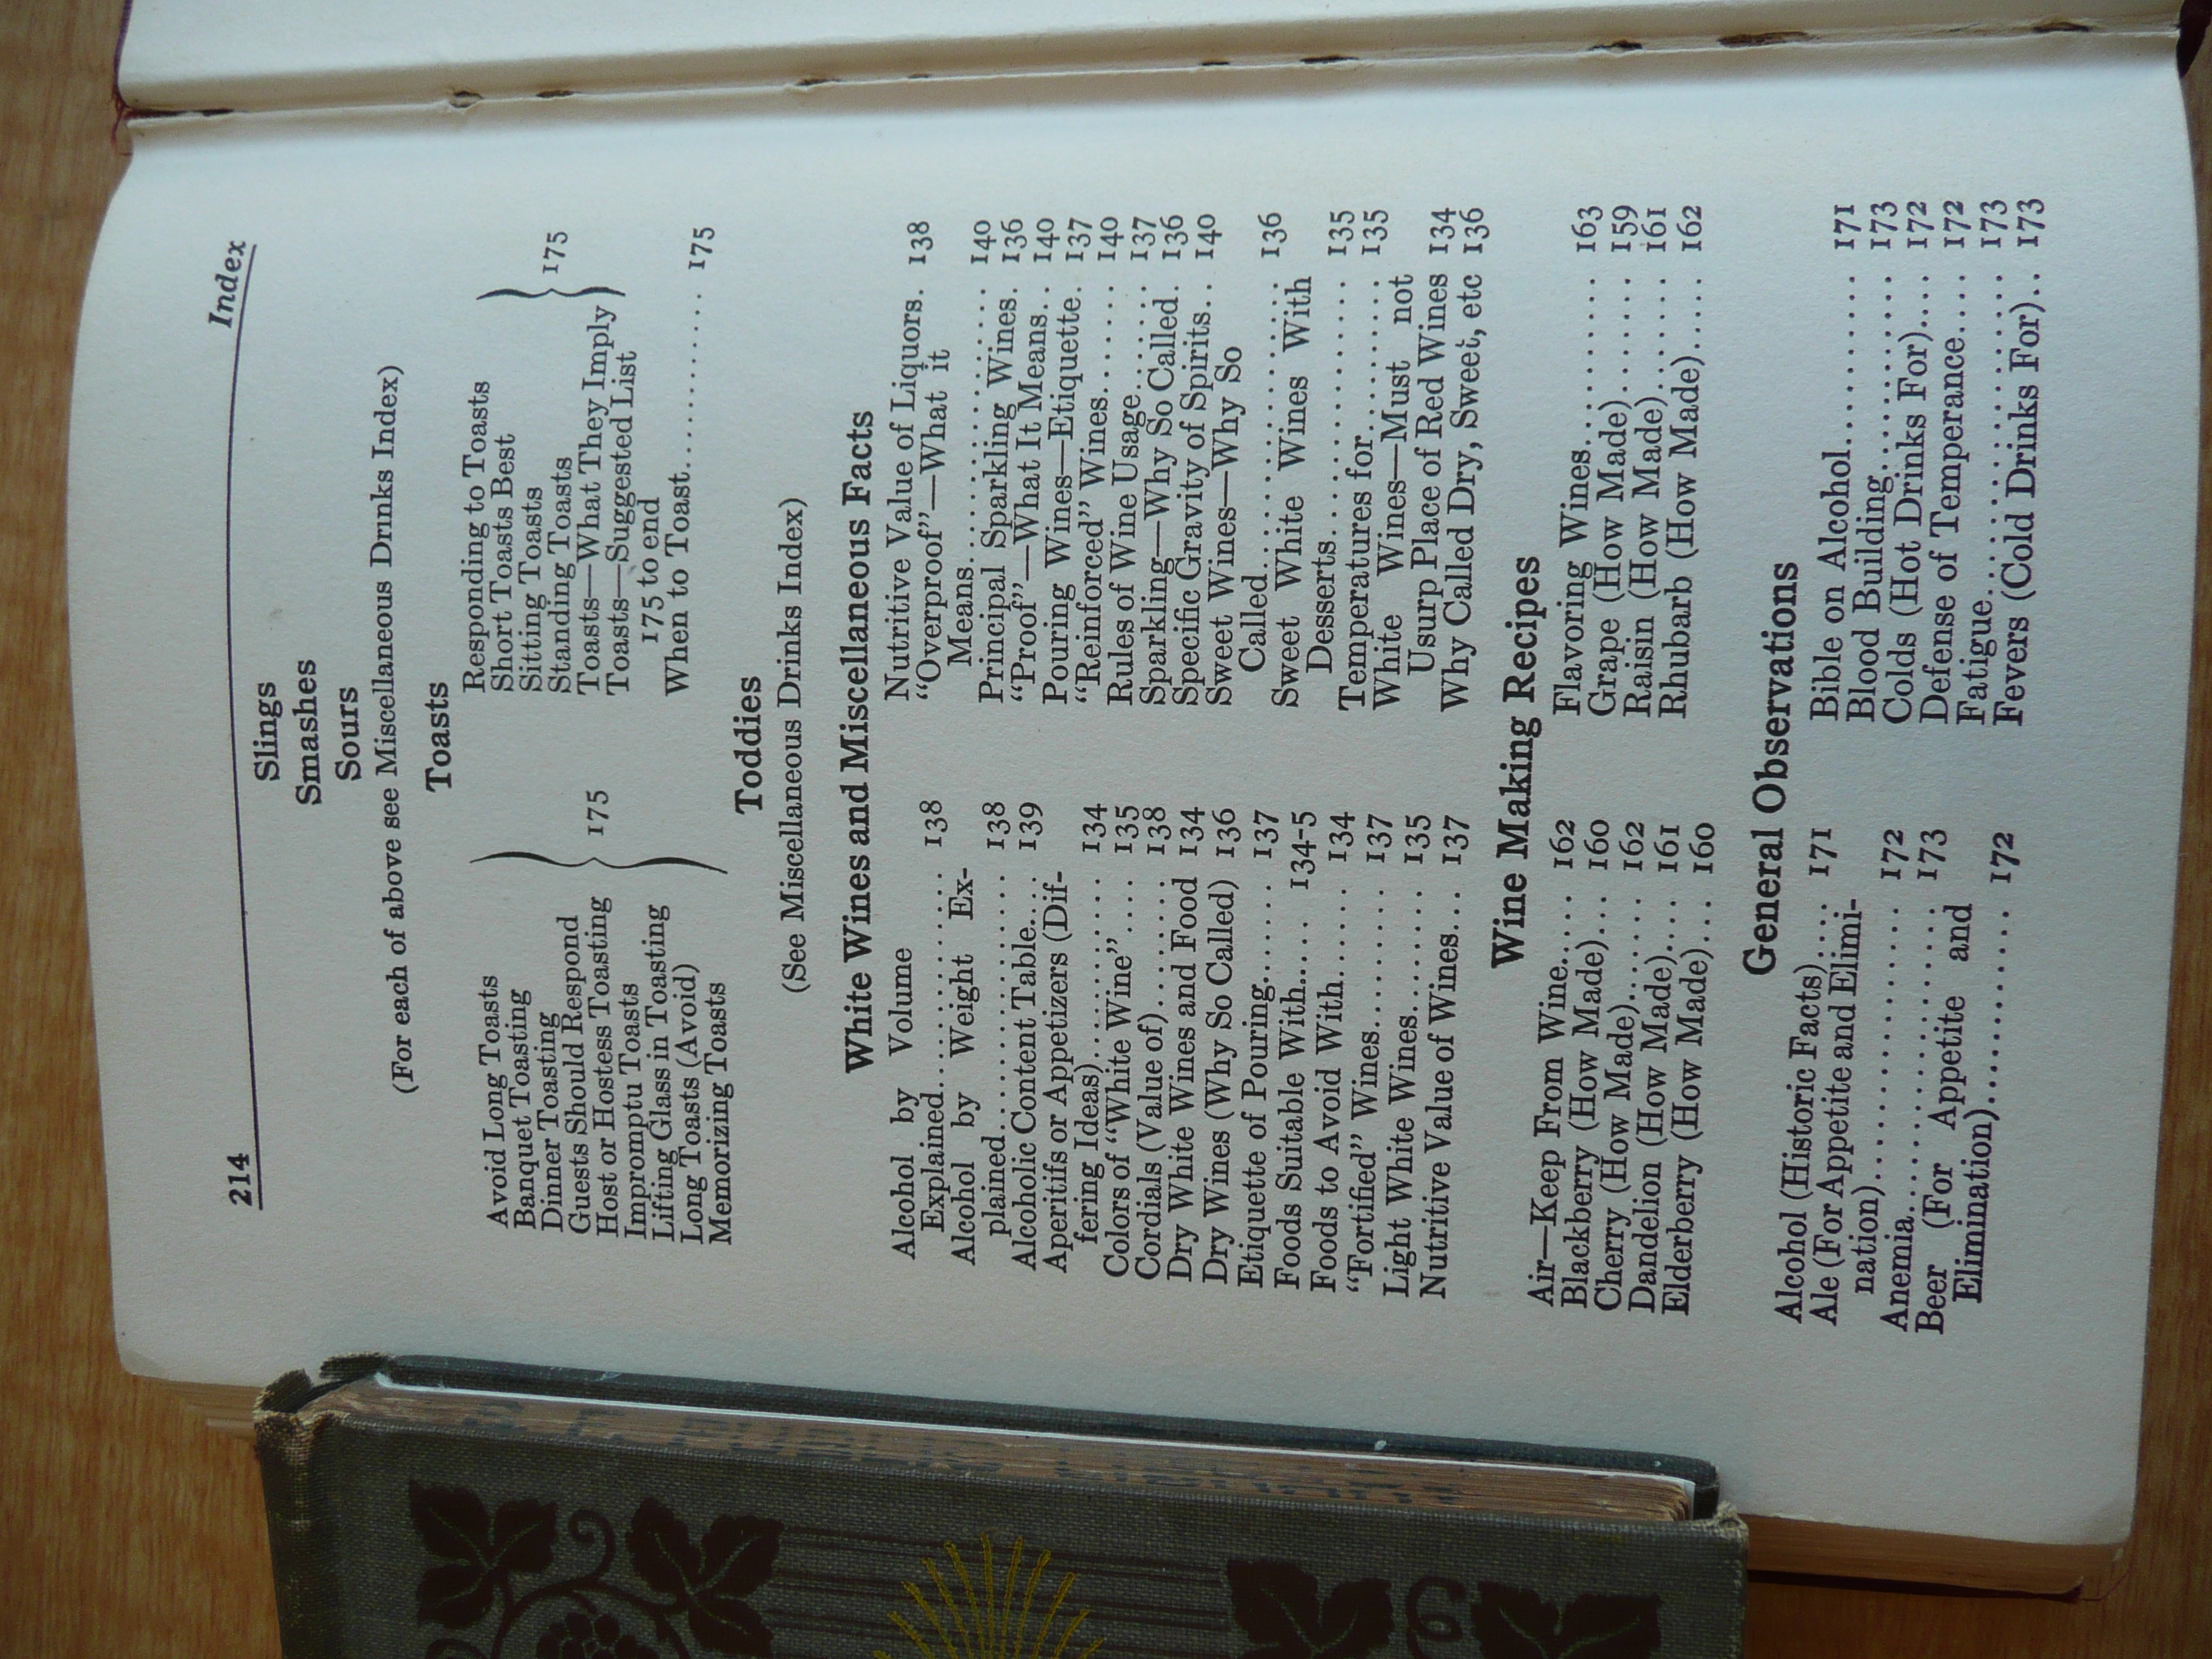 214
Index
Slings
Smashes
Sours
(For each of above see Miscellaneous Drinks Index)
Toasts
Avoid Long Toasts
Banquet Toasting
Dinner Toasting
Guests Should Respond
Host or Hostess Toasting
Impromptu Toasts
Lifting Glass in Toasting
Long Toasts (Avoid)
Memorizing Toasts
175
Responding to Toasts
Short Toasts Best
Sitting Toasts
Standing Toasts
Toasts—What They Imply
Toasts—Suggested List
175 to end
175
When to Toast.......... 175
Toddies
(See Miscellaneous Drinks Index)
White Wines and Miscellaneous Facts
Alcohol by Volume
Explained............. 138
Alcohol by Weight Ex-
plained............... 138
Alcoholic Content Table.... 139
Aperitifs or Appetizers (Dif-
fering Ideas).......... 134
Colors of "White Wine".... 135
Cordials (Value of)........ 138
Dry White Wines and Food 134
Dry Wines (Why So Called) 136
Etiquette of Pouring....... 137
Foods Suitable With..... 134-5
Foods to Avoid With...... 134
"Fortified" Wines.......... 137
Light White Wines........ 135
Nutritive Value of Wines... 137
Nutritive Value of Liquors. 138
"Overproof"—What it
Means................. 140
Principal Sparkling Wines. 136
"Proof"—What It Means.. 140
Pouring Wines—Etiquette. 137
"Reinforced" Wines....... 140
Rules of Wine Usage...... 137
Sparkling—Why So Called. 136
Specific Gravity of Spirits.. 140
Sweet Wines—Why So
Called................. 136
Sweet White Wines With
Desserts............... 135
Temperatures for.......... 135
White Wines—Must not
Usurp Place of Red Wines 134
Why Called Dry, Sweet, etc 136
Wine Making Recipes
Air—Keep From Wine..... 162
Blackberry (How Made)... 160
Cherry (How Made)....... 162
Dandelion (How Made).... 161
Elderberry (How Made)... 160
Flavoring Wines........... 163
Grape (How Made)........ 159
Raisin (How Made)........ 161
Rhubarb (How Made)..... 162
General Observations
Alcohol (Historic Facts).... 171
Ale (For Appetite and Elimi-
nation)................ 172
Anemia................... 173
Beer (For Appetite and
Elimination)........... 172
Bible on Alcohol........... 171
Blood Building............ 173
Colds (Hot Drinks For).... 172
Defense of Temperance.... 172
Fatigue................... 173
Fevers (Cold Drinks For).. 173